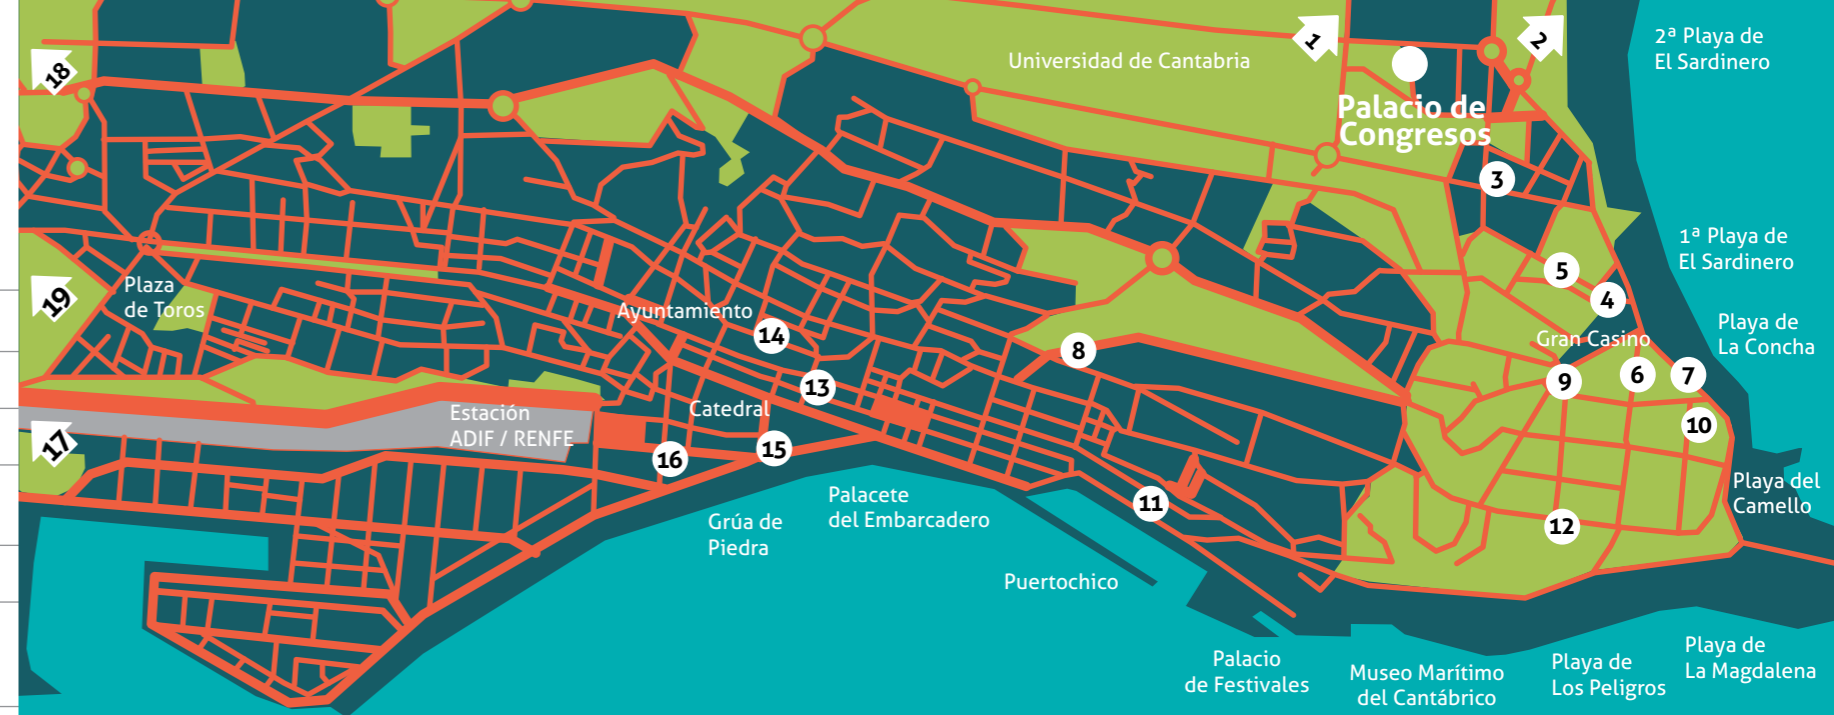 1
2
2ª Playa de
El Sardinero
Universidad de Cantabria
18
Palacio de
Congresos
3
1ª Playa de
El Sardinero
5
4
19
Plaza
de Toros
Ayuntamiento
14
Gran Casino
Playa de
La Concha
8
13
9
6
7
Catedral
Estación
ADIF / RENFE
10
17
16
15
11
12
Playa del
Camello
Palacete
del Embarcadero
Grúa de
Piedra
Puertochico
Palacio
de Festivales
Museo Marítimo
del Cantábrico
Playa de
Los Peligros
Playa de
La Magdalena